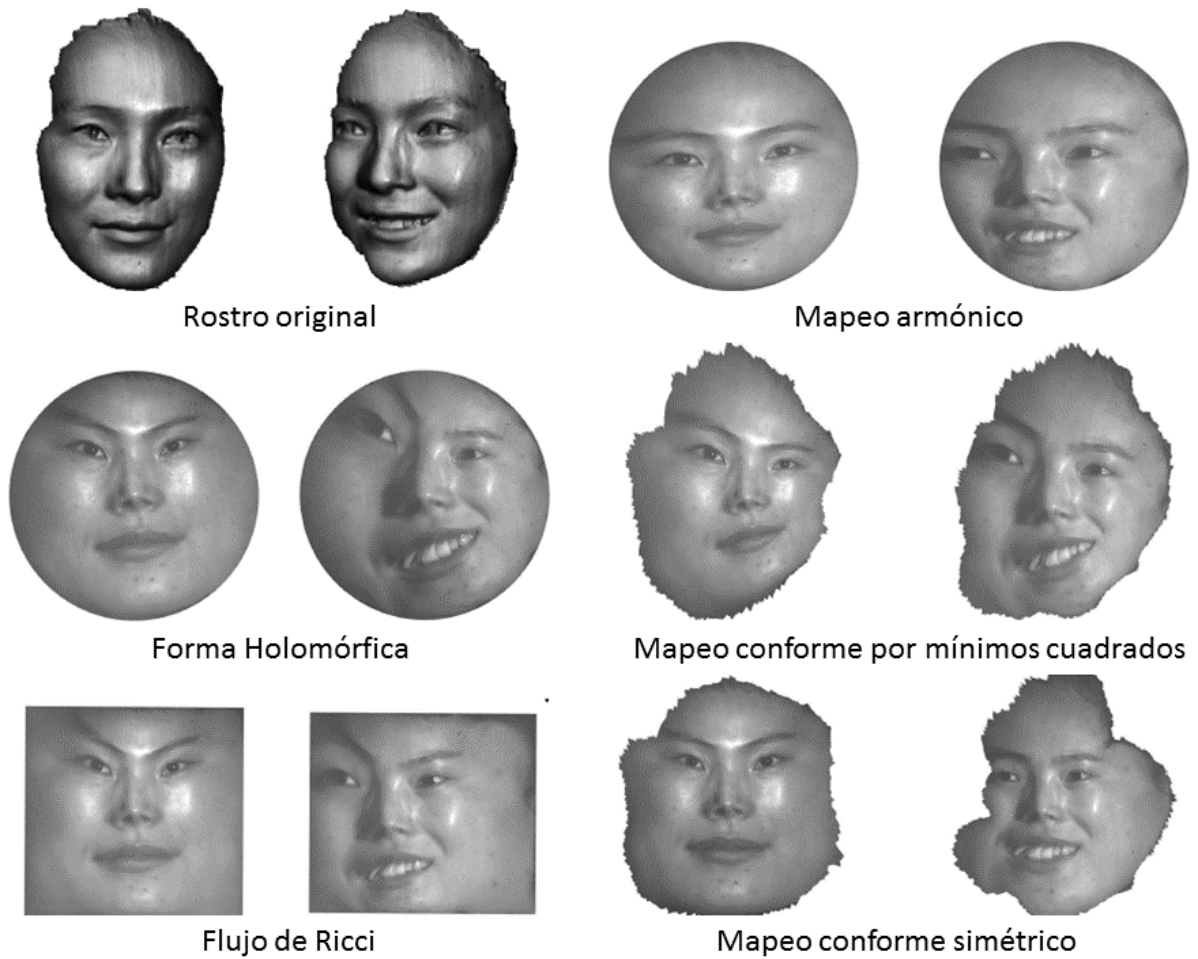 Rostro original
Mapeo armónico
Forma Holomórfica
Mapeo conforme por mínimos cuadrados
Flujo de Ricci
Mapeo conforme simétrico